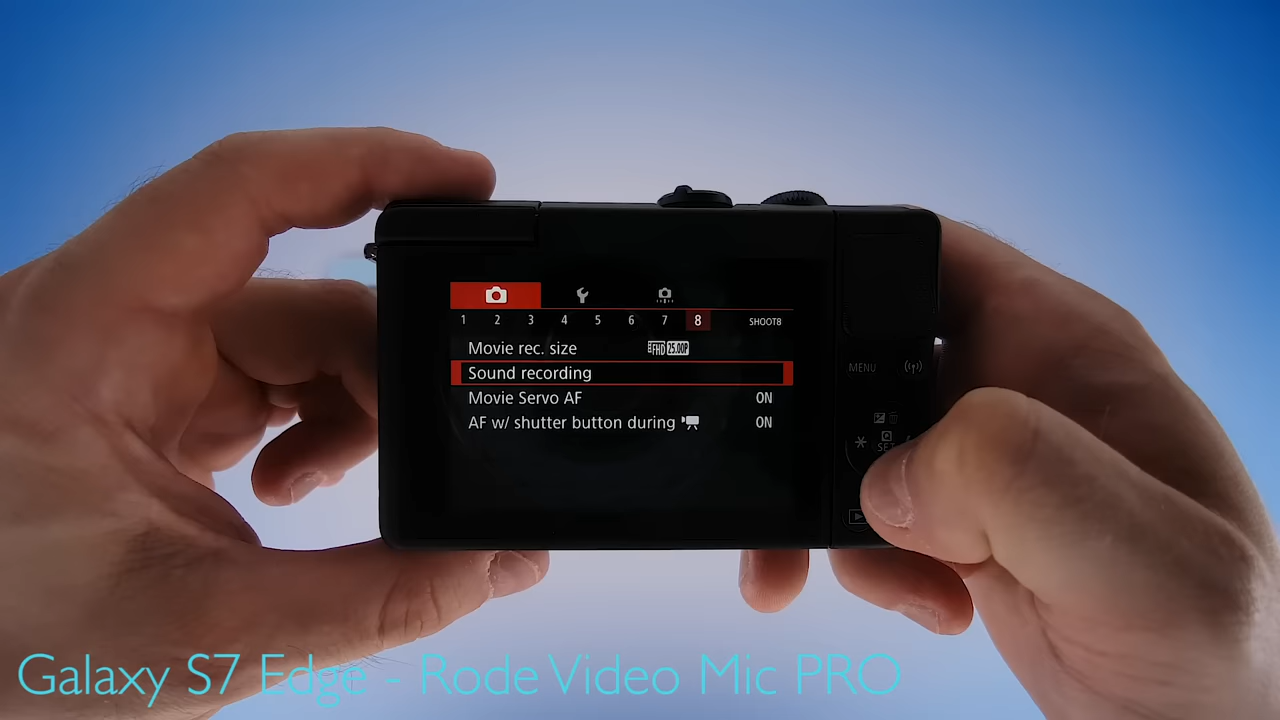 1 2 3 4 5 6 7 8 SHOOT8
Movie rec. size FHD 25.00P
Sound recording
Movie Servo AF ON
AF w/ shutter button during ON
MENU
SET
Galaxy S7 Edge - Rode Video Mic PRO